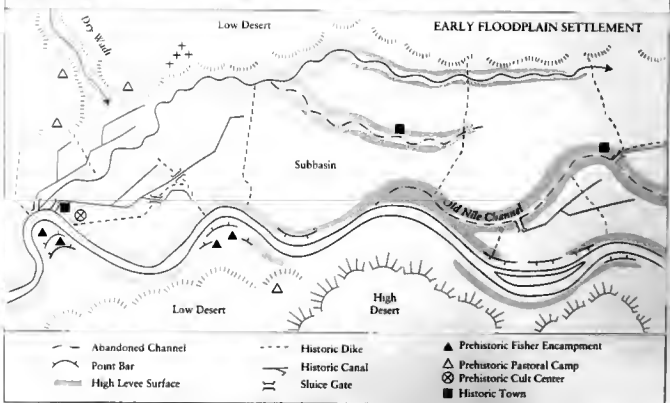 EARLY FLOODPLAIN SETTLEMENT
Low Desert
Dry Wadi
Subbasin
Old Nile Channel
Low Desert
High
Desert
Abandoned Channel
Point Bar
High Levee Surface
Historic Dike
Historic Canal
Sluice Gate
Prehistoric Fisher Encampment
Prehistoric Pastoral Camp
Prehistoric Cult Center
Historic Town